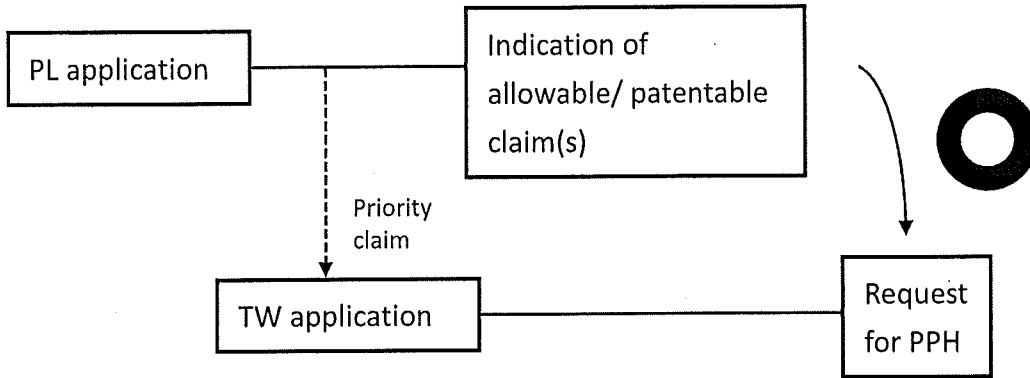 PL application
Indication of
allowable/ patentable
claim(s)
Priority
claim
TW application
Request
for PPH